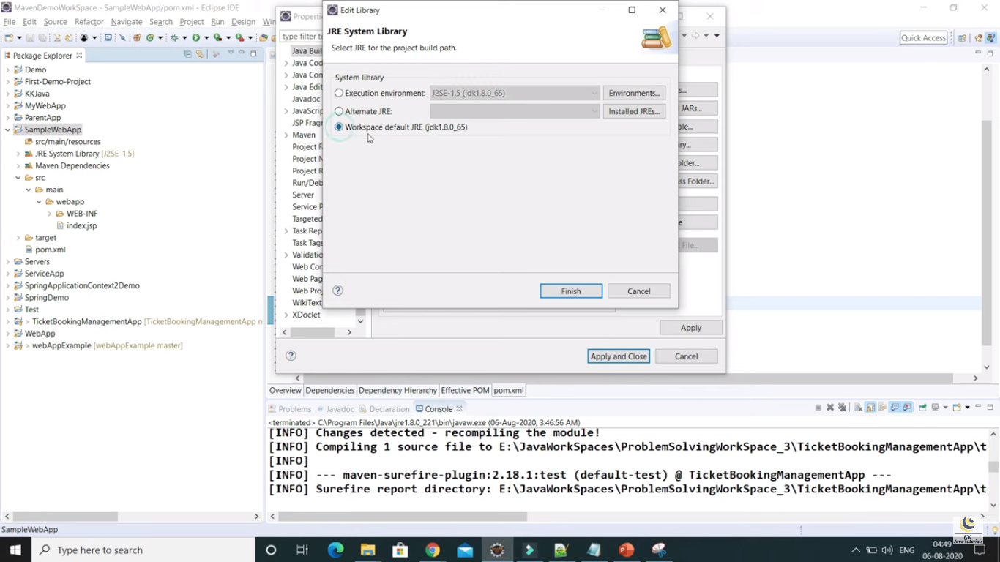 MavenDemoWorkSpace - SampleWebApp/pom.xml - Eclipse IDE
File Edit Source Refactor Navigate Search Project Run Design
Quick Access
Package Explorer
Demo
First-Demo-Project
KKJava
MyWebApp
ParentApp
SampleWebApp
src/main/resources
JRE System Library [J2SE-1.5]
Maven Dependencies
src
main
webapp
WEB-INF
index.jsp
target
pom.xml
Servers
ServiceApp
SpringApplicationContext2Demo
SpringDemo
Test
> TicketBookingManagementApp [TicketBookingManagementApp m
WebApp
> webAppExample [webAppExample master]
SampleWebApp
type filter te
Java Buil
Java Cod
Java Com
Java Edit
Javadoc
JavaScrip
JSP Frag
Maven
Project F
Project N
Project R
Run/Deb
Server
Service P
Targeted
Task Rep
Task Tags
Validatio
Web Con
Web Pag
Web Proj
WikiText
XDoclet
JARs...
Apply
Apply and Close
Cancel
Edit Library
JRE System Library
Select JRE for the project build path.
System library
Execution environment: J2SE-1.5 (jdk1.8.0_65) Environments...
Alternate JRE: Installed JREs...
Workspace default JRE (jdk1.8.0_65)
Finish
Cancel
Overview Dependencies Dependency Hierarchy Effective POM pom.xml
Problems Javadoc Declaration Console
<terminated> C:\Program Files\Java\jre1.8.0_221\bin\javaw.exe (06-Aug-2020, 3:46:56 AM)
[INFO] Changes detected - recompiling the module!
[INFO] Compiling 1 source file to E:\JavaWorkSpaces\ProblemSolvingWorkSpace_3\TicketBookingManagementApp\t
[INFO]
[INFO] --- maven-surefire-plugin:2.18.1:test (default-test) @ TicketBookingManagementApp ---
[INFO] Surefire report directory: E:\JavaWorkSpaces\ProblemSolvingWorkSpace_3\TicketBookingManagementApp\t
KK
JavaTutorials
Type here to search
ENG
04:49
06-08-2020